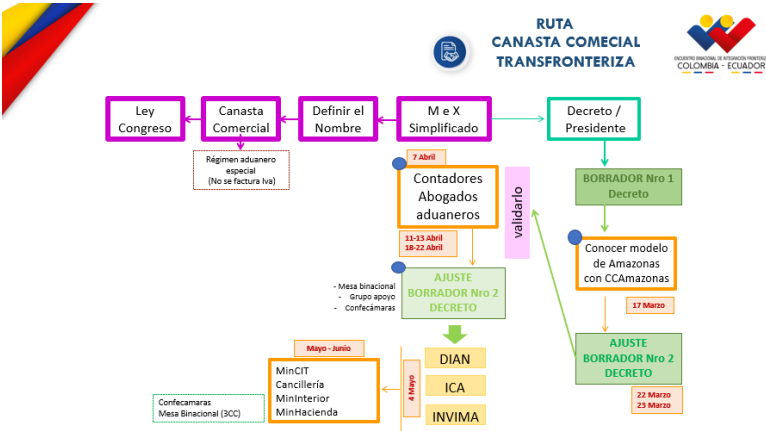 RUTA
CANASTA COMECIAL
TRANSFRONTERIZA
ENCUENTRO BINACIONAL DE INTEGRACIÓN FRONTERIZA
COLOMBIA - ECUADOR
Ley
Congreso
Canasta
Comercial
Definir el
Nombre
M e X
Simplificado
Decreto /
Presidente
Régimen aduanero
especial
(No se factura Iva)
7 Abril
Contadores
Abogados
aduaneros
validarlo
BORRADOR Nro 1
Decreto
11-13 Abril
18-22 Abril
Conocer modelo
de Amazonas
con CCAmazonas
- Mesa binacional
- Grupo apoyo
- Confecámaras
AJUSTE
BORRADOR Nro 2
DECRETO
17 Marzo
AJUSTE
BORRADOR Nro 2
DECRETO
22 Marzo
23 Marzo
Mayo - Junio
MinCIT
Cancillería
MinInterior
MinHacienda
4 Mayo
DIAN
ICA
INVIMA
Confecamaras
Mesa Binacional (3CC)